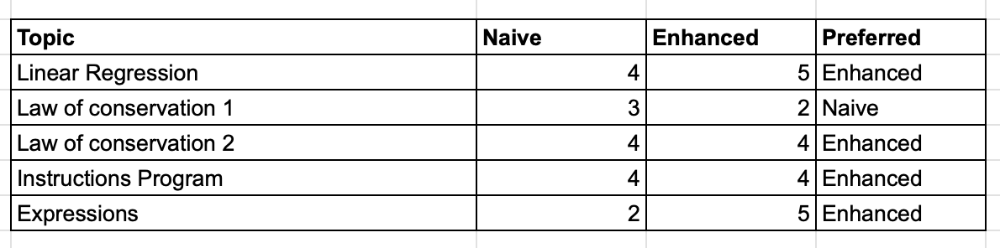 Topic Naive Enhanced Preferred
Linear Regression 4 5 Enhanced
Law of conservation 1 3 2 Naive
Law of conservation 2 4 4 Enhanced
Instructions Program 4 4 Enhanced
Expressions 2 5 Enhanced